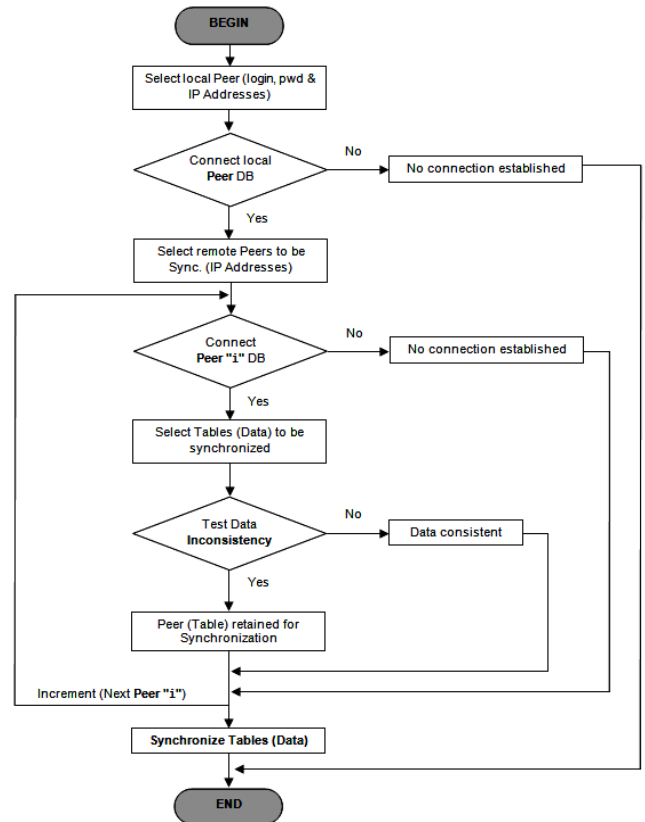 BEGIN
Select local Peer (login, pwd &
IP Addresses)
Connect local
Peer DB
No
No connection established
Yes
Select remote Peers to be
Sync. (IP Addresses)
Connect
Peer "i" DB
No
No connection established
Yes
Select Tables (Data) to be
synchronized
Test Data
Inconsistency
No
Data consistent
Yes
Peer (Table) retained for
Synchronization
Increment (Next Peer "i")
Synchronize Tables (Data)
END